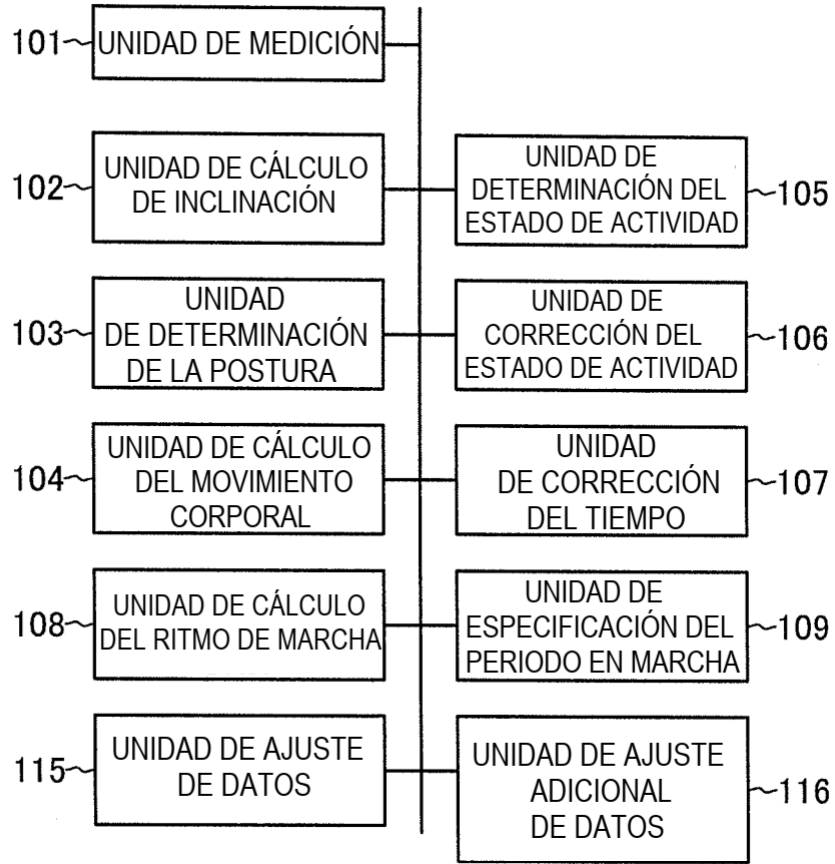 101
UNIDAD DE MEDICIÓN
102
UNIDAD DE CÁLCULO
DE INCLINACIÓN
UNIDAD DE
DETERMINACIÓN DEL
ESTADO DE ACTIVIDAD
105
103
UNIDAD
DE DETERMINACIÓN
DE LA POSTURA
UNIDAD DE
CORRECCIÓN DEL
ESTADO DE ACTIVIDAD
106
104
UNIDAD DE CÁLCULO
DEL MOVIMIENTO
CORPORAL
UNIDAD
DE CORRECCIÓN
DEL TIEMPO
107
108
UNIDAD DE CÁLCULO
DEL RITMO DE MARCHA
UNIDAD DE
ESPECIFICACIÓN DEL
PERIODO EN MARCHA
109
115
UNIDAD DE AJUSTE
DE DATOS
UNIDAD DE AJUSTE
ADICIONAL
DE DATOS
116